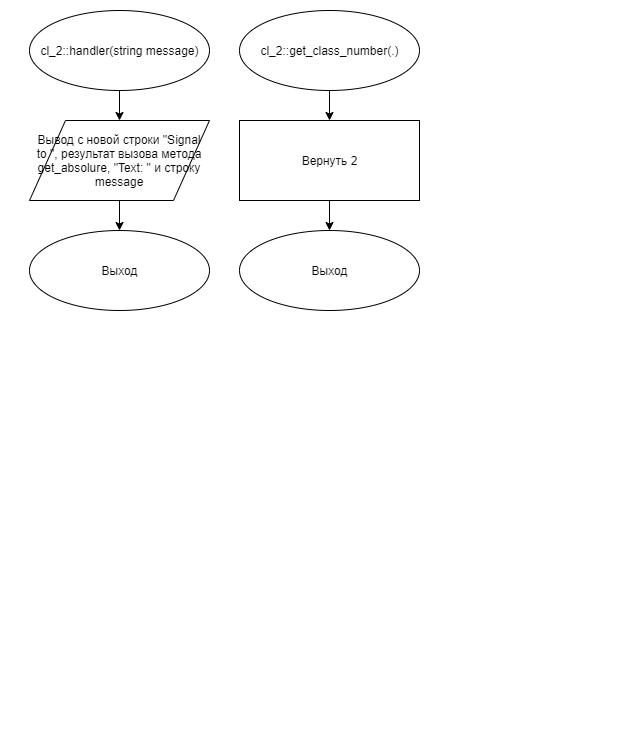 cl_2::handler(string message)
Вывод с новой строки "Signal
to ", результат вызова метода
get_absolure, "Text: " и строку
message
Выход
cl_2::get_class_number(.)
Вернуть 2
Выход